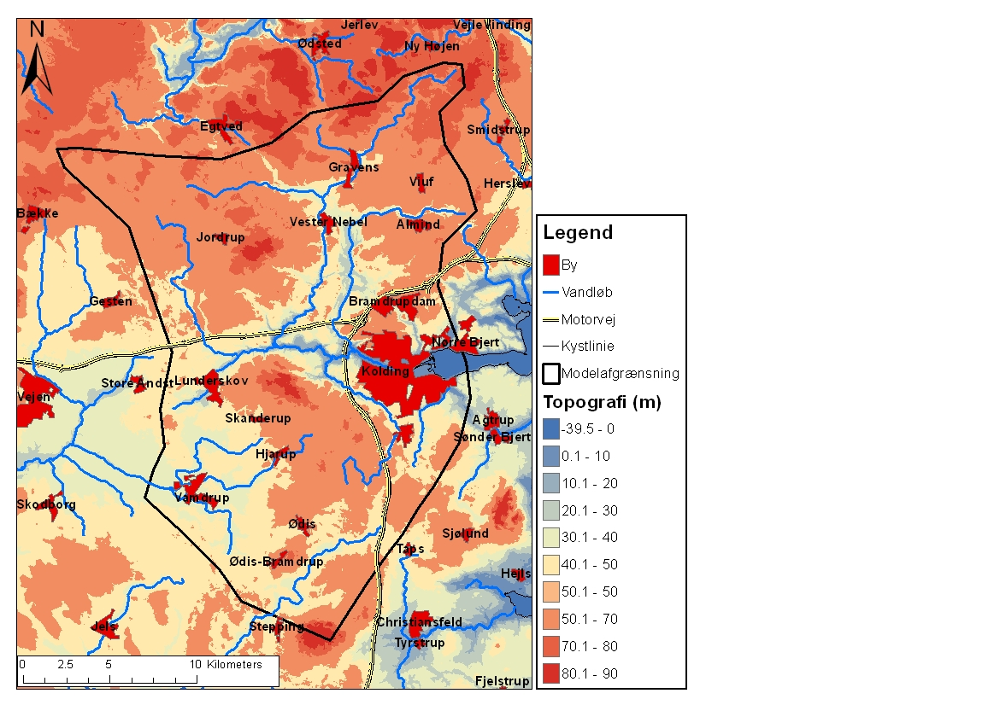 N
Jerlev
Vejle Vinding
Ødsted
Ny Højen
Egtved
Smidstrup
Gravens
Vluf
Herslev
Bække
Vester Nebel
Almind
Jordrup
Gesten
Bramdrupdam
Nørre Bjert
Kolding
Store Andst
Lunderskov
Vejen
Skanderup
Agtrup
Sønder Bjert
Hjarup
Vamdrup
Skodborg
Ødis
Sjølund
Taps
Ødis-Bramdrup
Hejls
Christiansfeld
Jels
Stepping
Tyrstrup
Fjelstrup
0 2.5 5 10 Kilometers
Legend
By
Vandløb
Motorvej
Kystlinie
Modelafgrænsning
Topografi (m)
-39.5 - 0
0.1 - 10
10.1 - 20
20.1 - 30
30.1 - 40
40.1 - 50
50.1 - 50
50.1 - 70
70.1 - 80
80.1 - 90